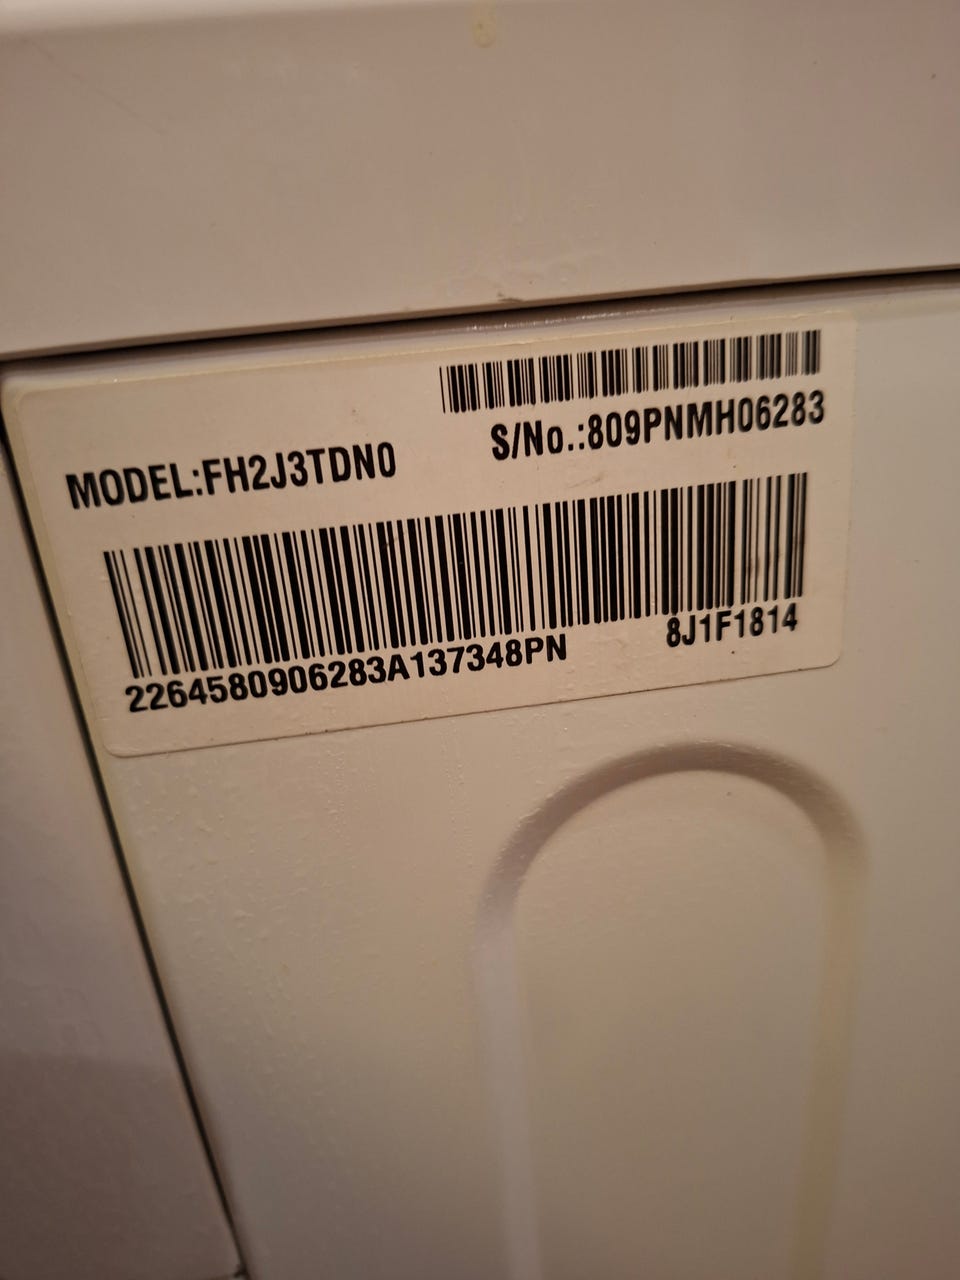 S/No.:809PNMH06283
MODEL:FH2J3TDN0
2264580906283A137348PN
8J1F1814